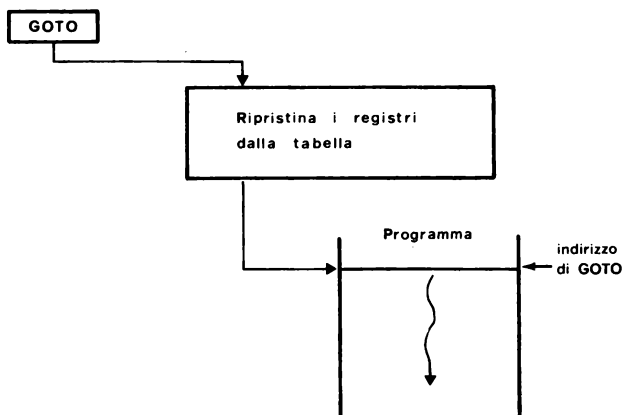 GOTO
Ripristina i registri
dalla tabella
Programma
indirizzo
di GOTO